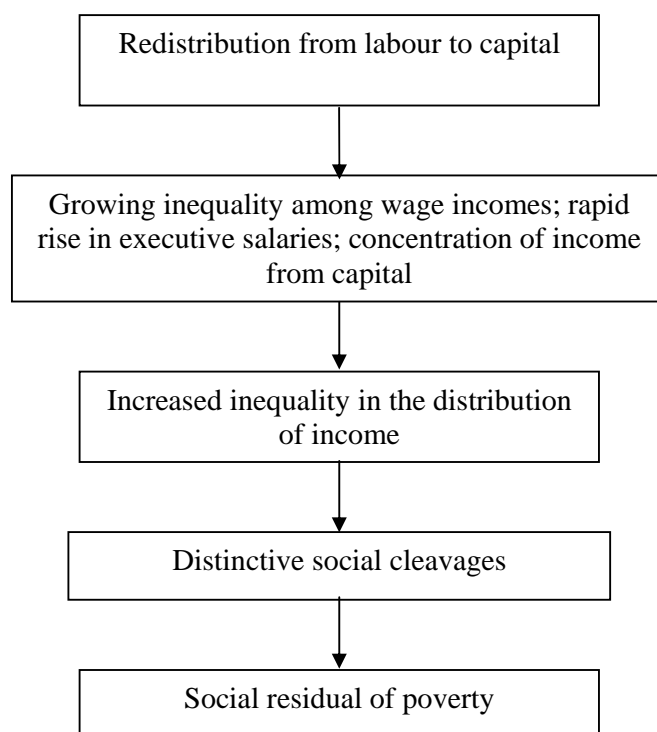 Redistribution from labour to capital
Growing inequality among wage incomes; rapid
rise in executive salaries; concentration of income
from capital
Increased inequality in the distribution
of income
Distinctive social cleavages
Social residual of poverty